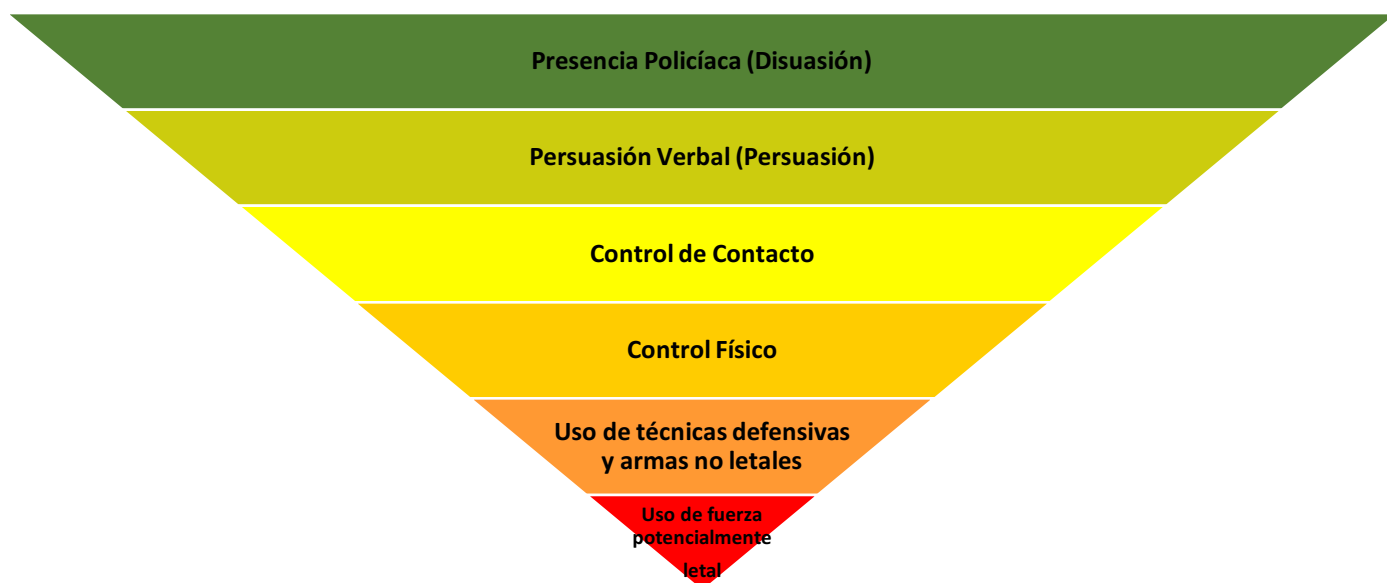 Presencia Policíaca (Disuasión)
Persuasión Verbal (Persuasión)
Control de Contacto
Control Físico
Uso de técnicas defensivas
y armas no letales
Uso de fuerza
potencialmente
letal